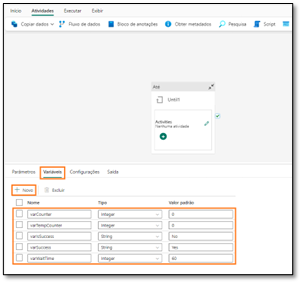 Início Atividades Executar Exibir
Copiar dados Fluxo de dados Bloco de anotações Obter metadados Pesquisa Script
Até
Until1
Activities
Nenhuma atividade
Parâmetros Variáveis Configurações Saída
Novo Excluir
Nome Tipo Valor padrão
varCounter Integer 0
varTempCounter Integer 0
varisSuccess String No
varSuccess String Yes
varWaitTime Integer 60